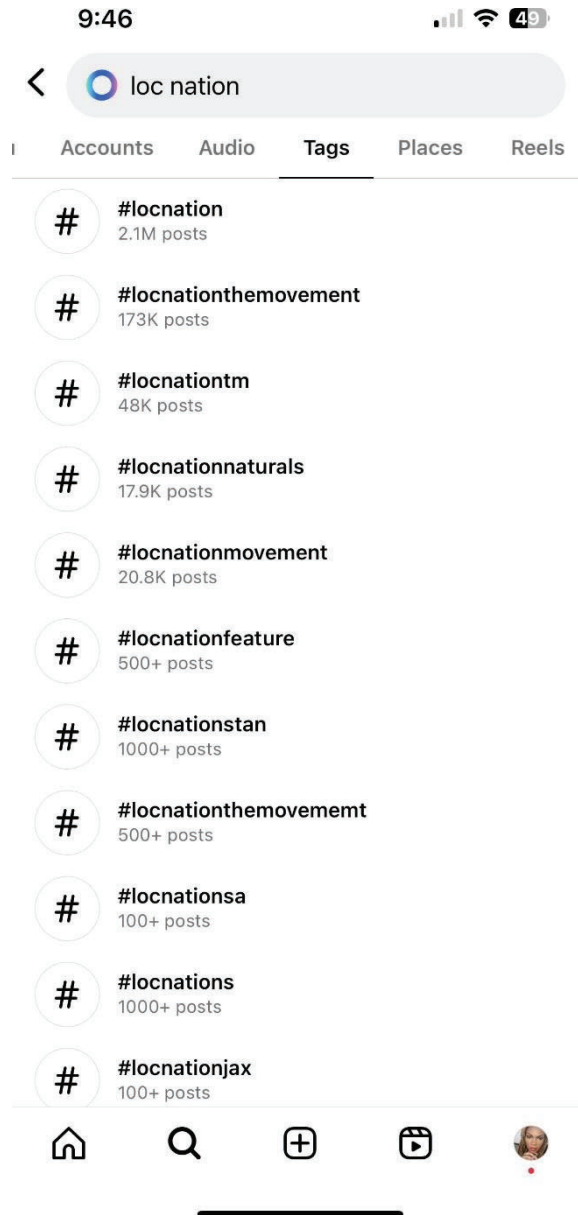 9:46
49
loc nation
Accounts Audio Tags Places Reels
#
#locnation
2.1M posts
#
#locnationthemovement
173K posts
#
#locnationtm
48K posts
#
#locnationnaturals
17.9K posts
#
#locnationmovement
20.8K posts
#
#locnationfeature
500+ posts
#
#locnationstan
1000+ posts
#
#locnationthemovememt
500+ posts
#
#locnationsa
100+ posts
#
#locnations
1000+ posts
#
#locnationjax
100+ posts